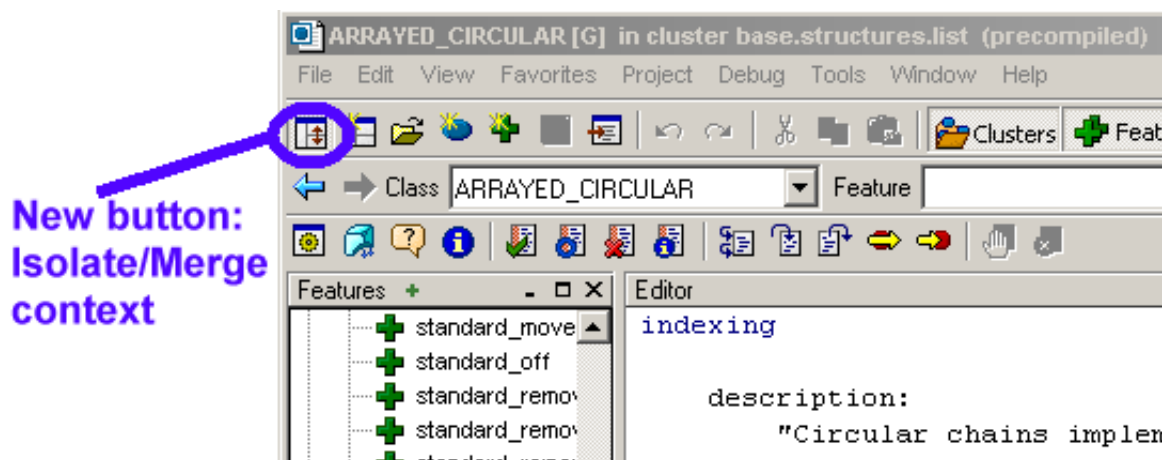 ARRAYED_CIRCULAR [G] in cluster base.structures.list (precompiled)
File Edit View Favorites Project Debug Tools Window Help
Clusters Feat
Class ARRAYED_CIRCULAR Feature
New button:
Isolate/Merge
context
Features
Editor
standard_move
indexing
standard_off
standard_remov
description:
standard_remov
"Circular chains implem